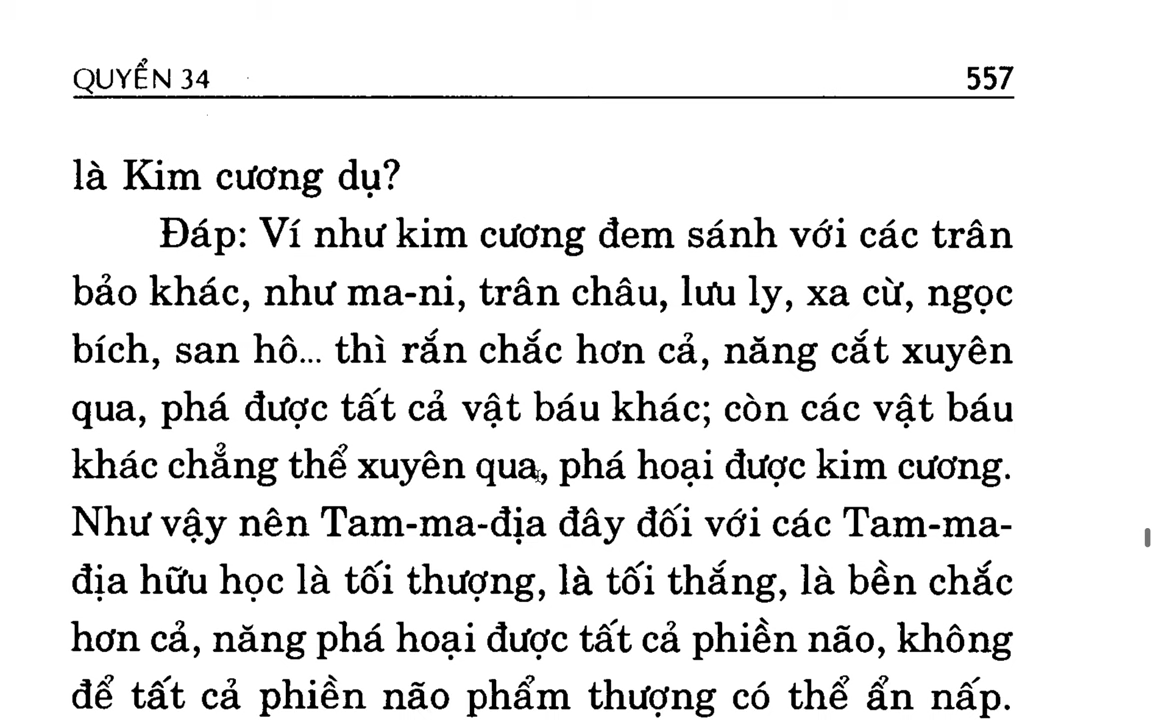 QUYỂN 34 557
là Kim cương dụ?
Đáp: Ví như kim cương đem sánh với các trân
bảo khác, như ma-ni, trân châu, lưu ly, xa cừ, ngọc
bích, san hô... thì rắn chắc hơn cả, năng cắt xuyên
qua, phá được tất cả vật báu khác; còn các vật báu
khác chẳng thể xuyên qua, phá hoại được kim cương.
Như vậy nên Tam-ma-địa đây đối với các Tam-ma-
địa hữu học là tối thượng, là tối thắng, là bền chắc
hơn cả, năng phá hoại được tất cả phiền não, không
để tất cả phiền não phẩm thượng có thể ẩn nấp.